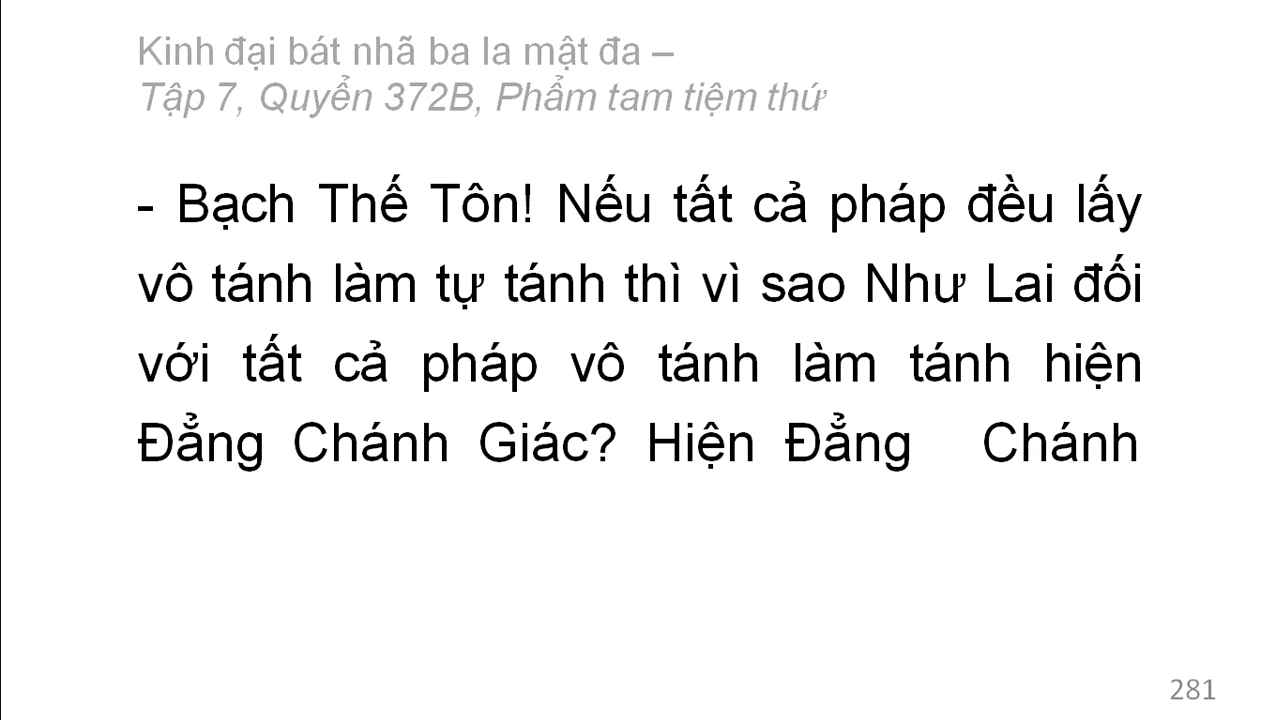 Kinh đại bát nhã ba la mật đa –
Tập 7, Quyển 372B, Phẩm tam tiệm thứ
- Bạch Thế Tôn! Nếu tất cả pháp đều lấy
vô tánh làm tự tánh thì vì sao Như Lai đối
với tất cả pháp vô tánh làm tánh hiện
Đẳng Chánh Giác? Hiện Đẳng Chánh
281